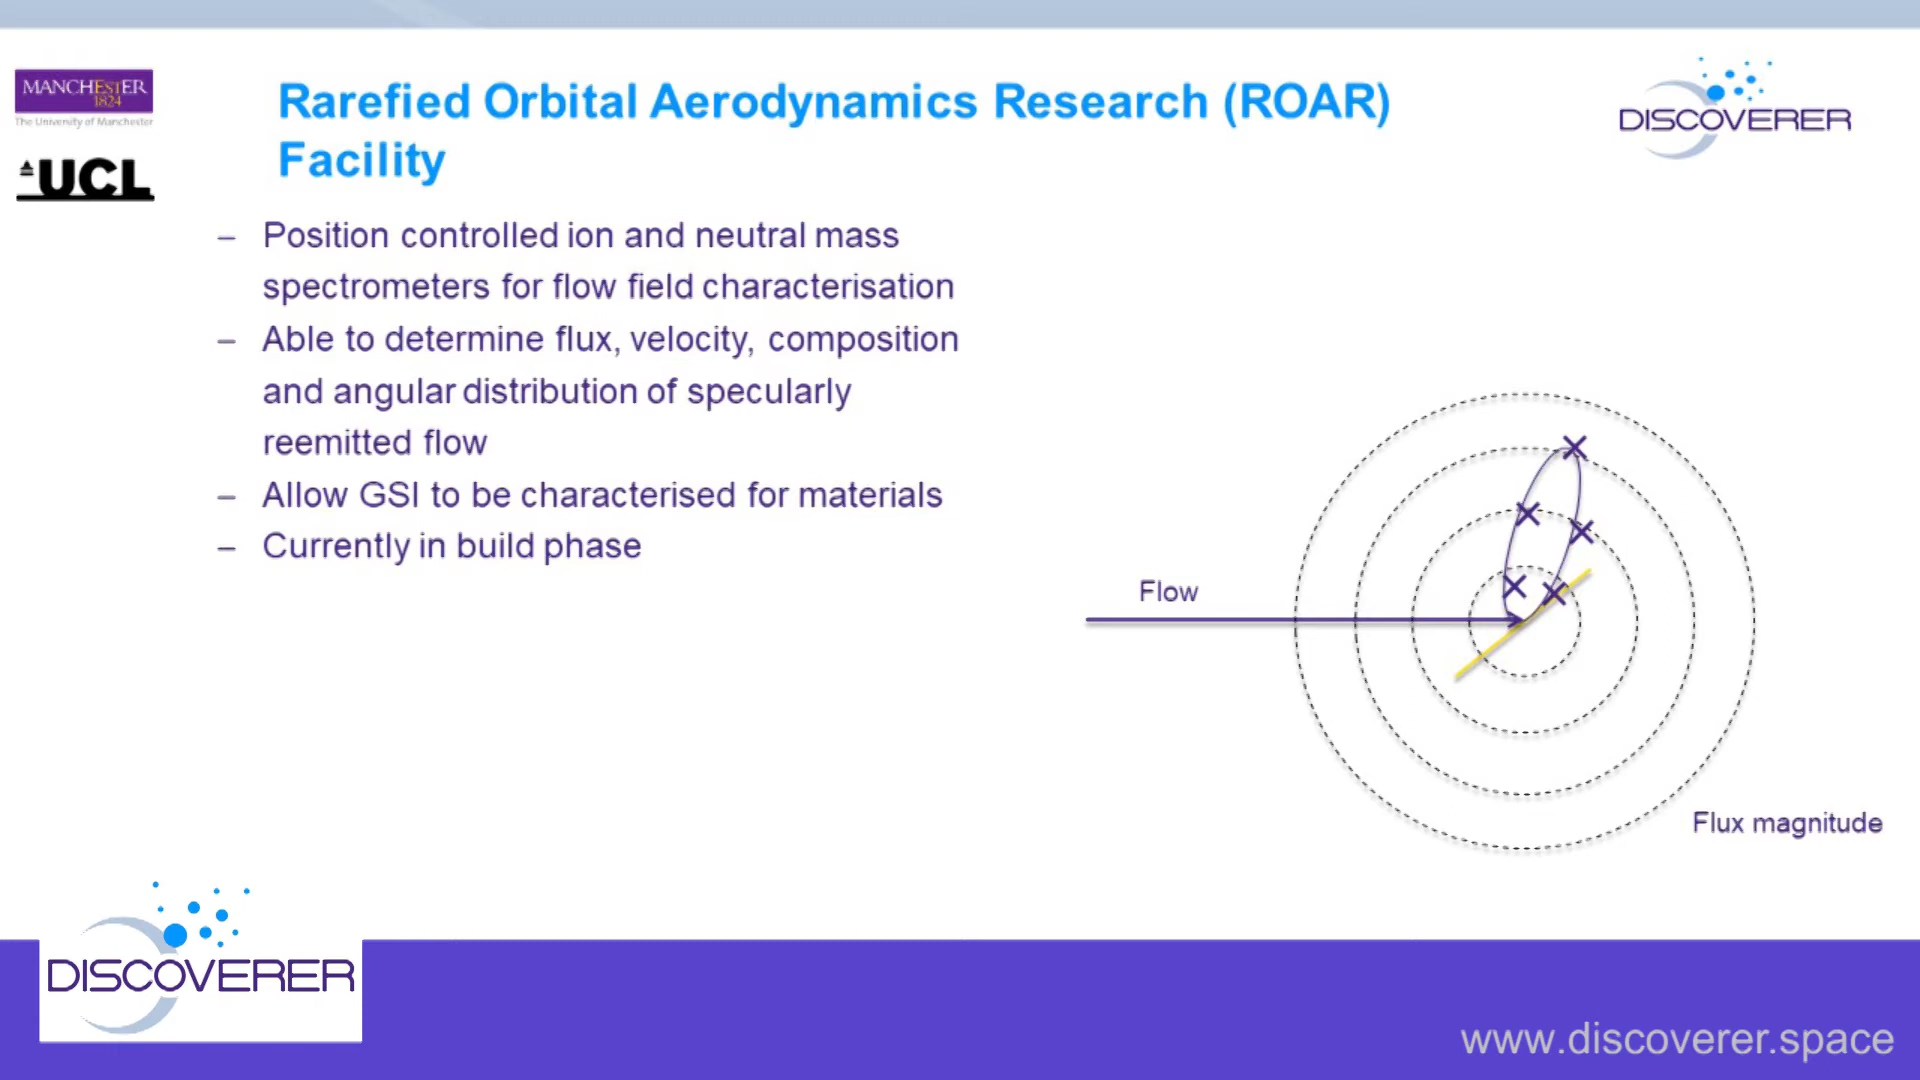 MANCHESTER
1824
The University of Manchester
UCL
Rarefied Orbital Aerodynamics Research (ROAR)
Facility
DISCOVERER
– Position controlled ion and neutral mass
spectrometers for flow field characterisation
– Able to determine flux, velocity, composition
and angular distribution of specularly
reemitted flow
– Allow GSI to be characterised for materials
– Currently in build phase
Flow
Flux magnitude
DISCOVERER
www.discoverer.space